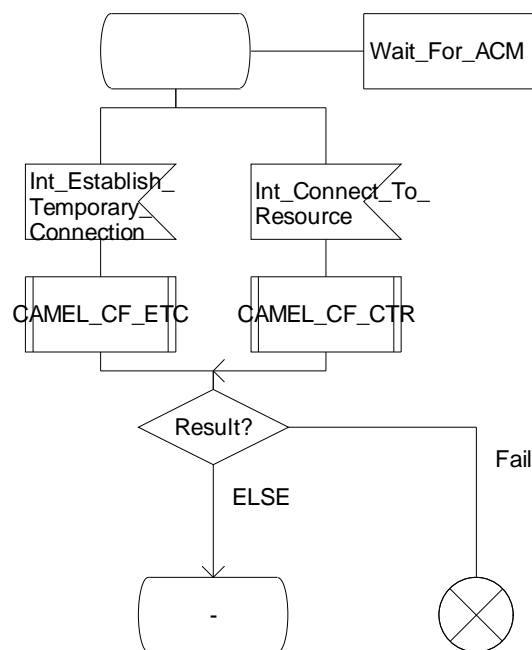 Wait_For_ACM
Int_Establish_
Temporary_
Connection
Int_Connect_To_
Resource
CAMEL_CF_ETC
CAMEL_CF_CTR
Result?
Fail
ELSE
-